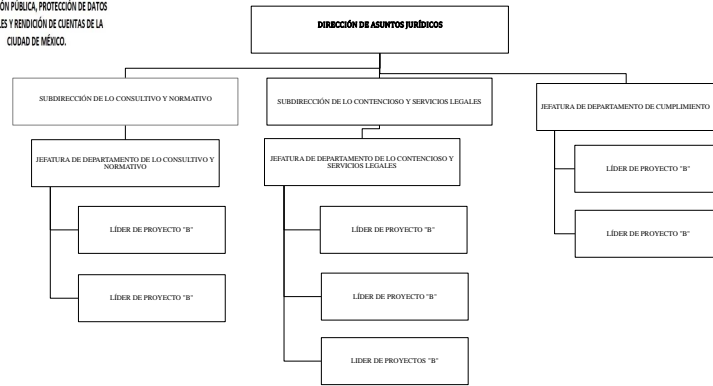 PÚBLICA, PROTECCIÓN DE DATOS
Y RENDICIÓN DE CUENTAS DE LA
CIUDAD DE MÉXICO.
DIRECCIÓN DE ASUNTOS JURÍDICOS
SUBDIRECCIÓN DE LO CONSULTIVO Y NORMATIVO
SUBDIRECCIÓN DE LO CONTENCIOSO Y SERVICIOS LEGALES
JEFATURA DE DEPARTAMENTO DE CUMPLIMIENTO
JEFATURA DE DEPARTAMENTO DE LO CONSULTIVO Y
NORMATIVO
JEFATURA DE DEPARTAMENTO DE LO CONTENCIOSO Y
SERVICIOS LEGALES
LÍDER DE PROYECTO "B"
LÍDER DE PROYECTO "B"
LÍDER DE PROYECTO "B"
LÍDER DE PROYECTO "B"
LÍDER DE PROYECTO "B"
LÍDER DE PROYECTO "B"
LIDER DE PROYECTOS "B"